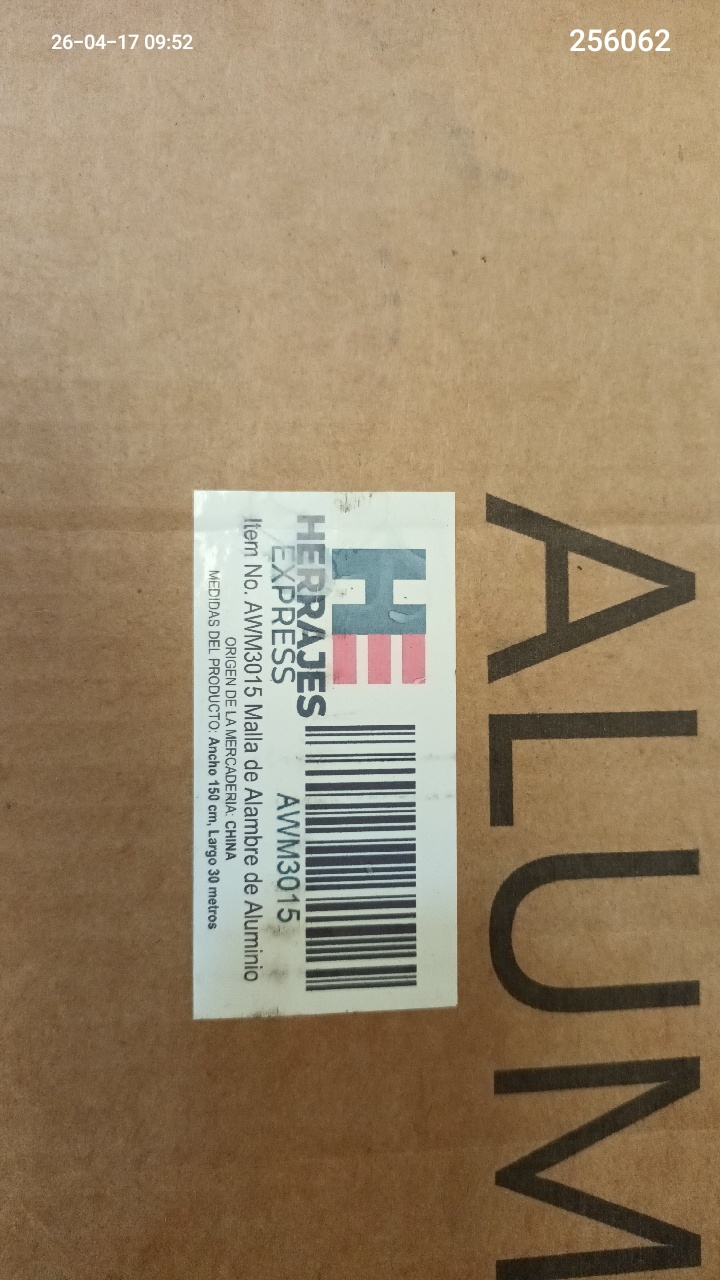 26-04-17 09:52
256062
ALUM
HE
HERRAJES
EXPRESS
AWM3015
Item No. AWM3015 Malla de Alambre de Aluminio
ORIGEN DE LA MERCADERIA: CHINA
MEDIDAS DEL PRODUCTO: Ancho 150 cm, Largo 30 metros